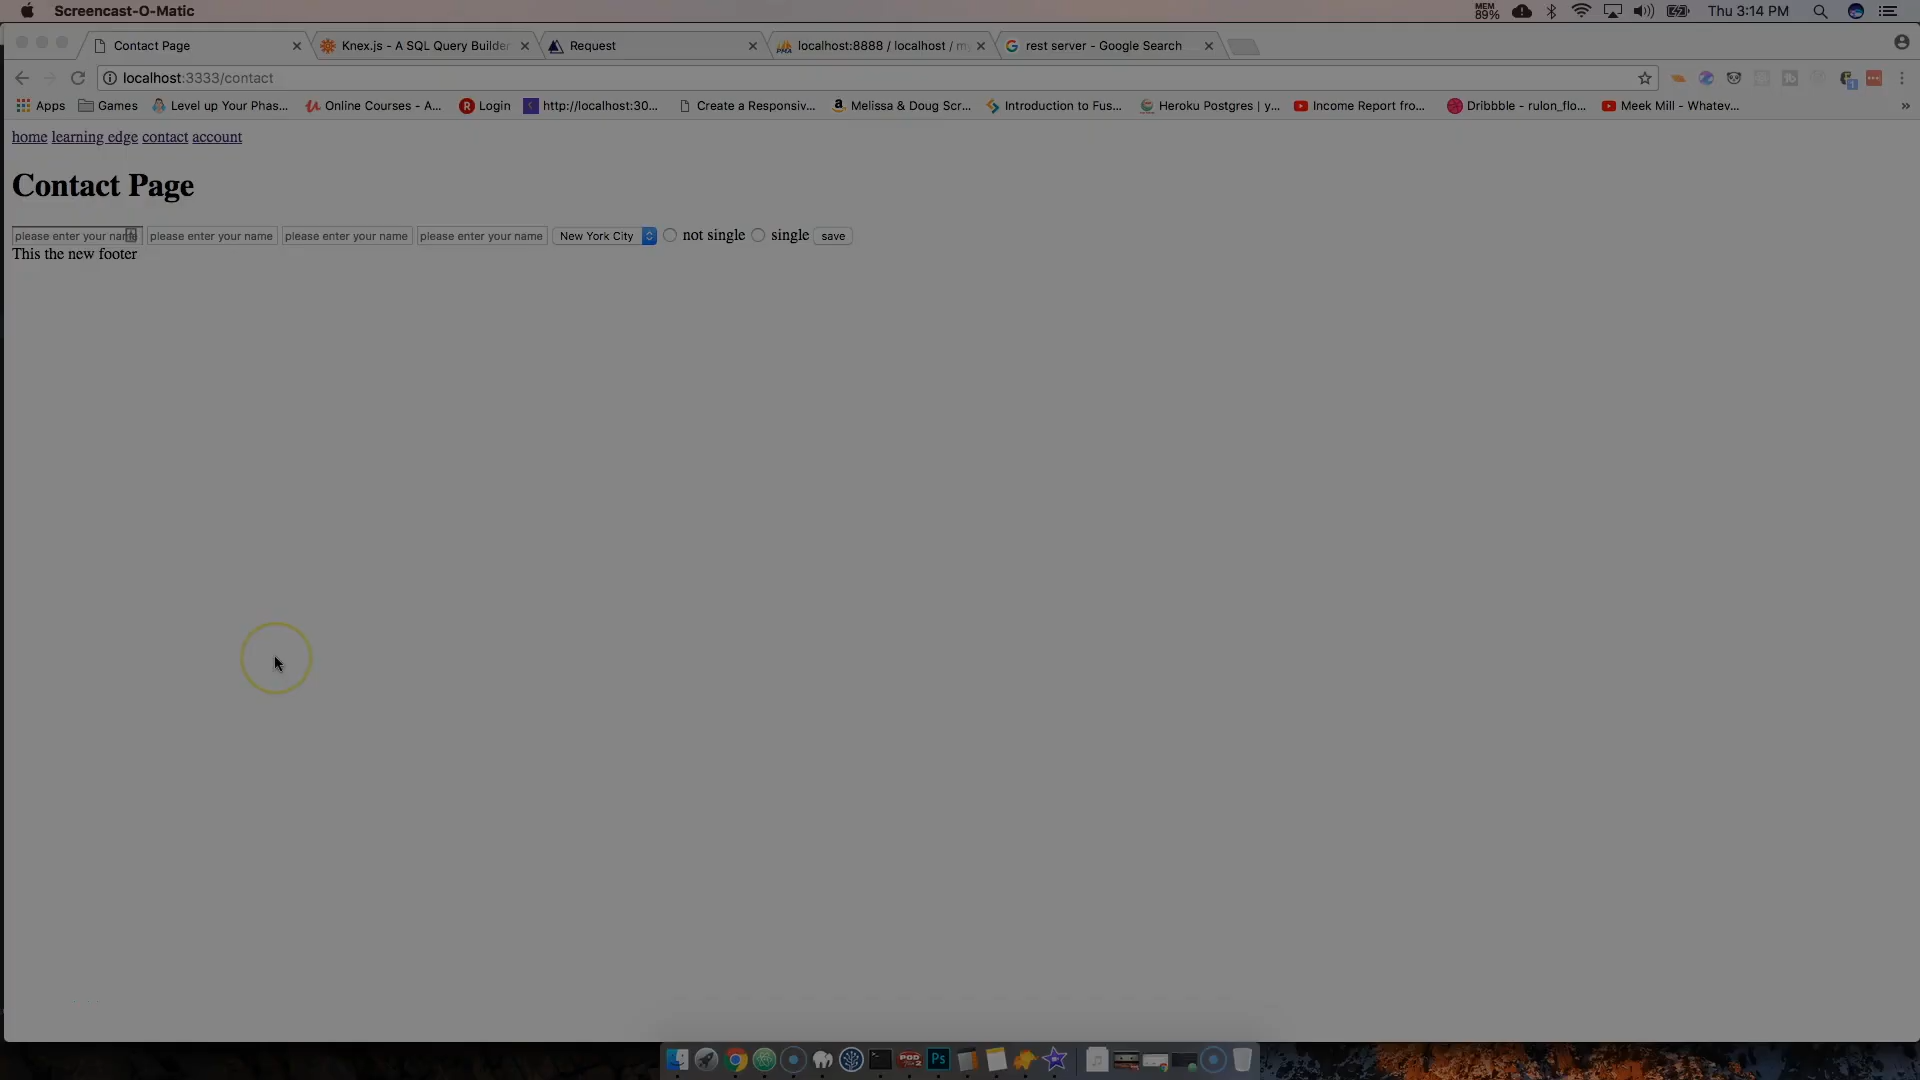 Screencast-O-Matic MEM 89% Thu 3:14 PM
Contact Page Knex.js - A SQL Query Builder Request localhost:8888 / localhost / m rest server - Google Search
localhost:3333/contact
Apps Games Level up Your Phas... Online Courses - A... Login http://localhost:30... Create a Responsiv... Melissa & Doug Scr... Introduction to Fus... Heroku Postgres | y... Income Report fro... Dribbble - rulon_flo... Meek Mill - Whatev... »
home learning edge contact account
Contact Page
please enter your name please enter your name please enter your name please enter your name New York City not single single save
This the new footer